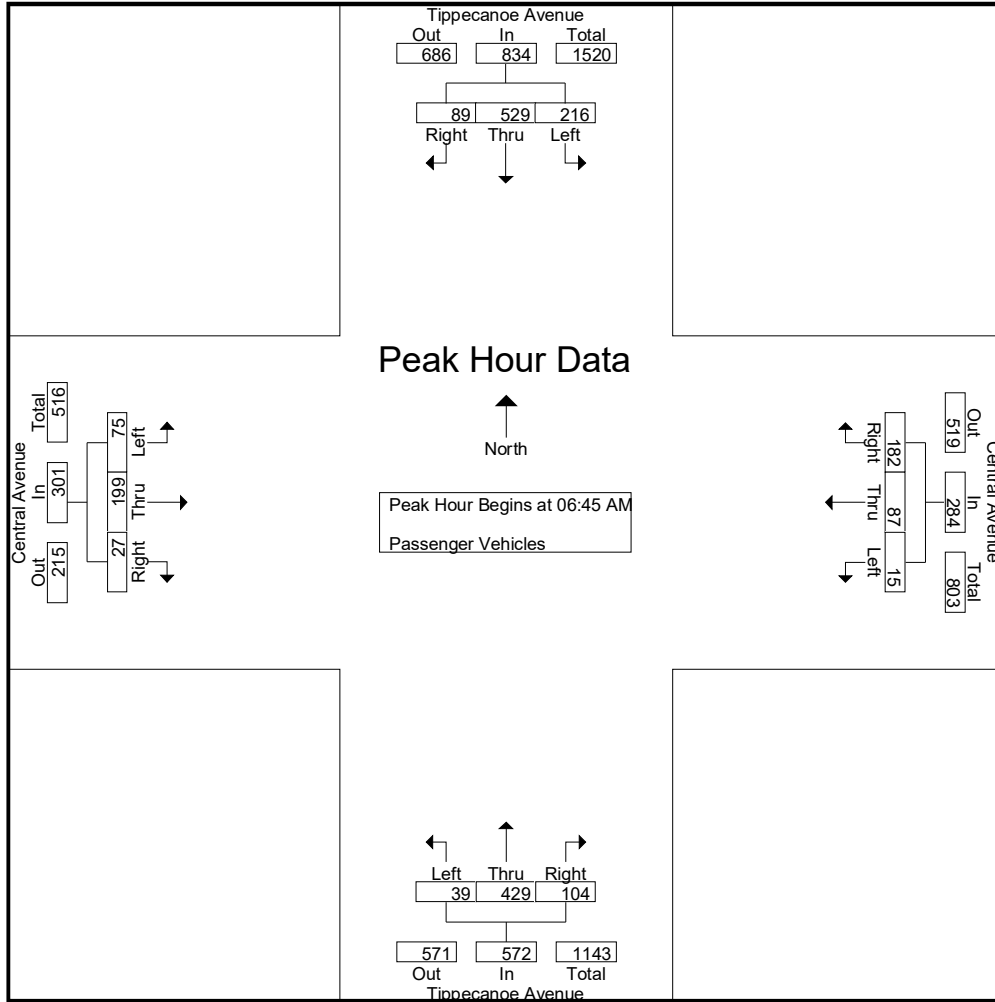 Tippecanoe Avenue
Out In Total
686 834 1520
89 529 216
Right Thru Left
Peak Hour Data
North
Peak Hour Begins at 06:45 AM
Passenger Vehicles
Central Avenue
Total In Out
516 301 215
75 199 27
Left Thru Right
Right Thru Left
182 87 15
Out In Total
519 284 803
Central Avenue
Left Thru Right
39 429 104
571 572 1143
Out In Total
Tippecanoe Avenue